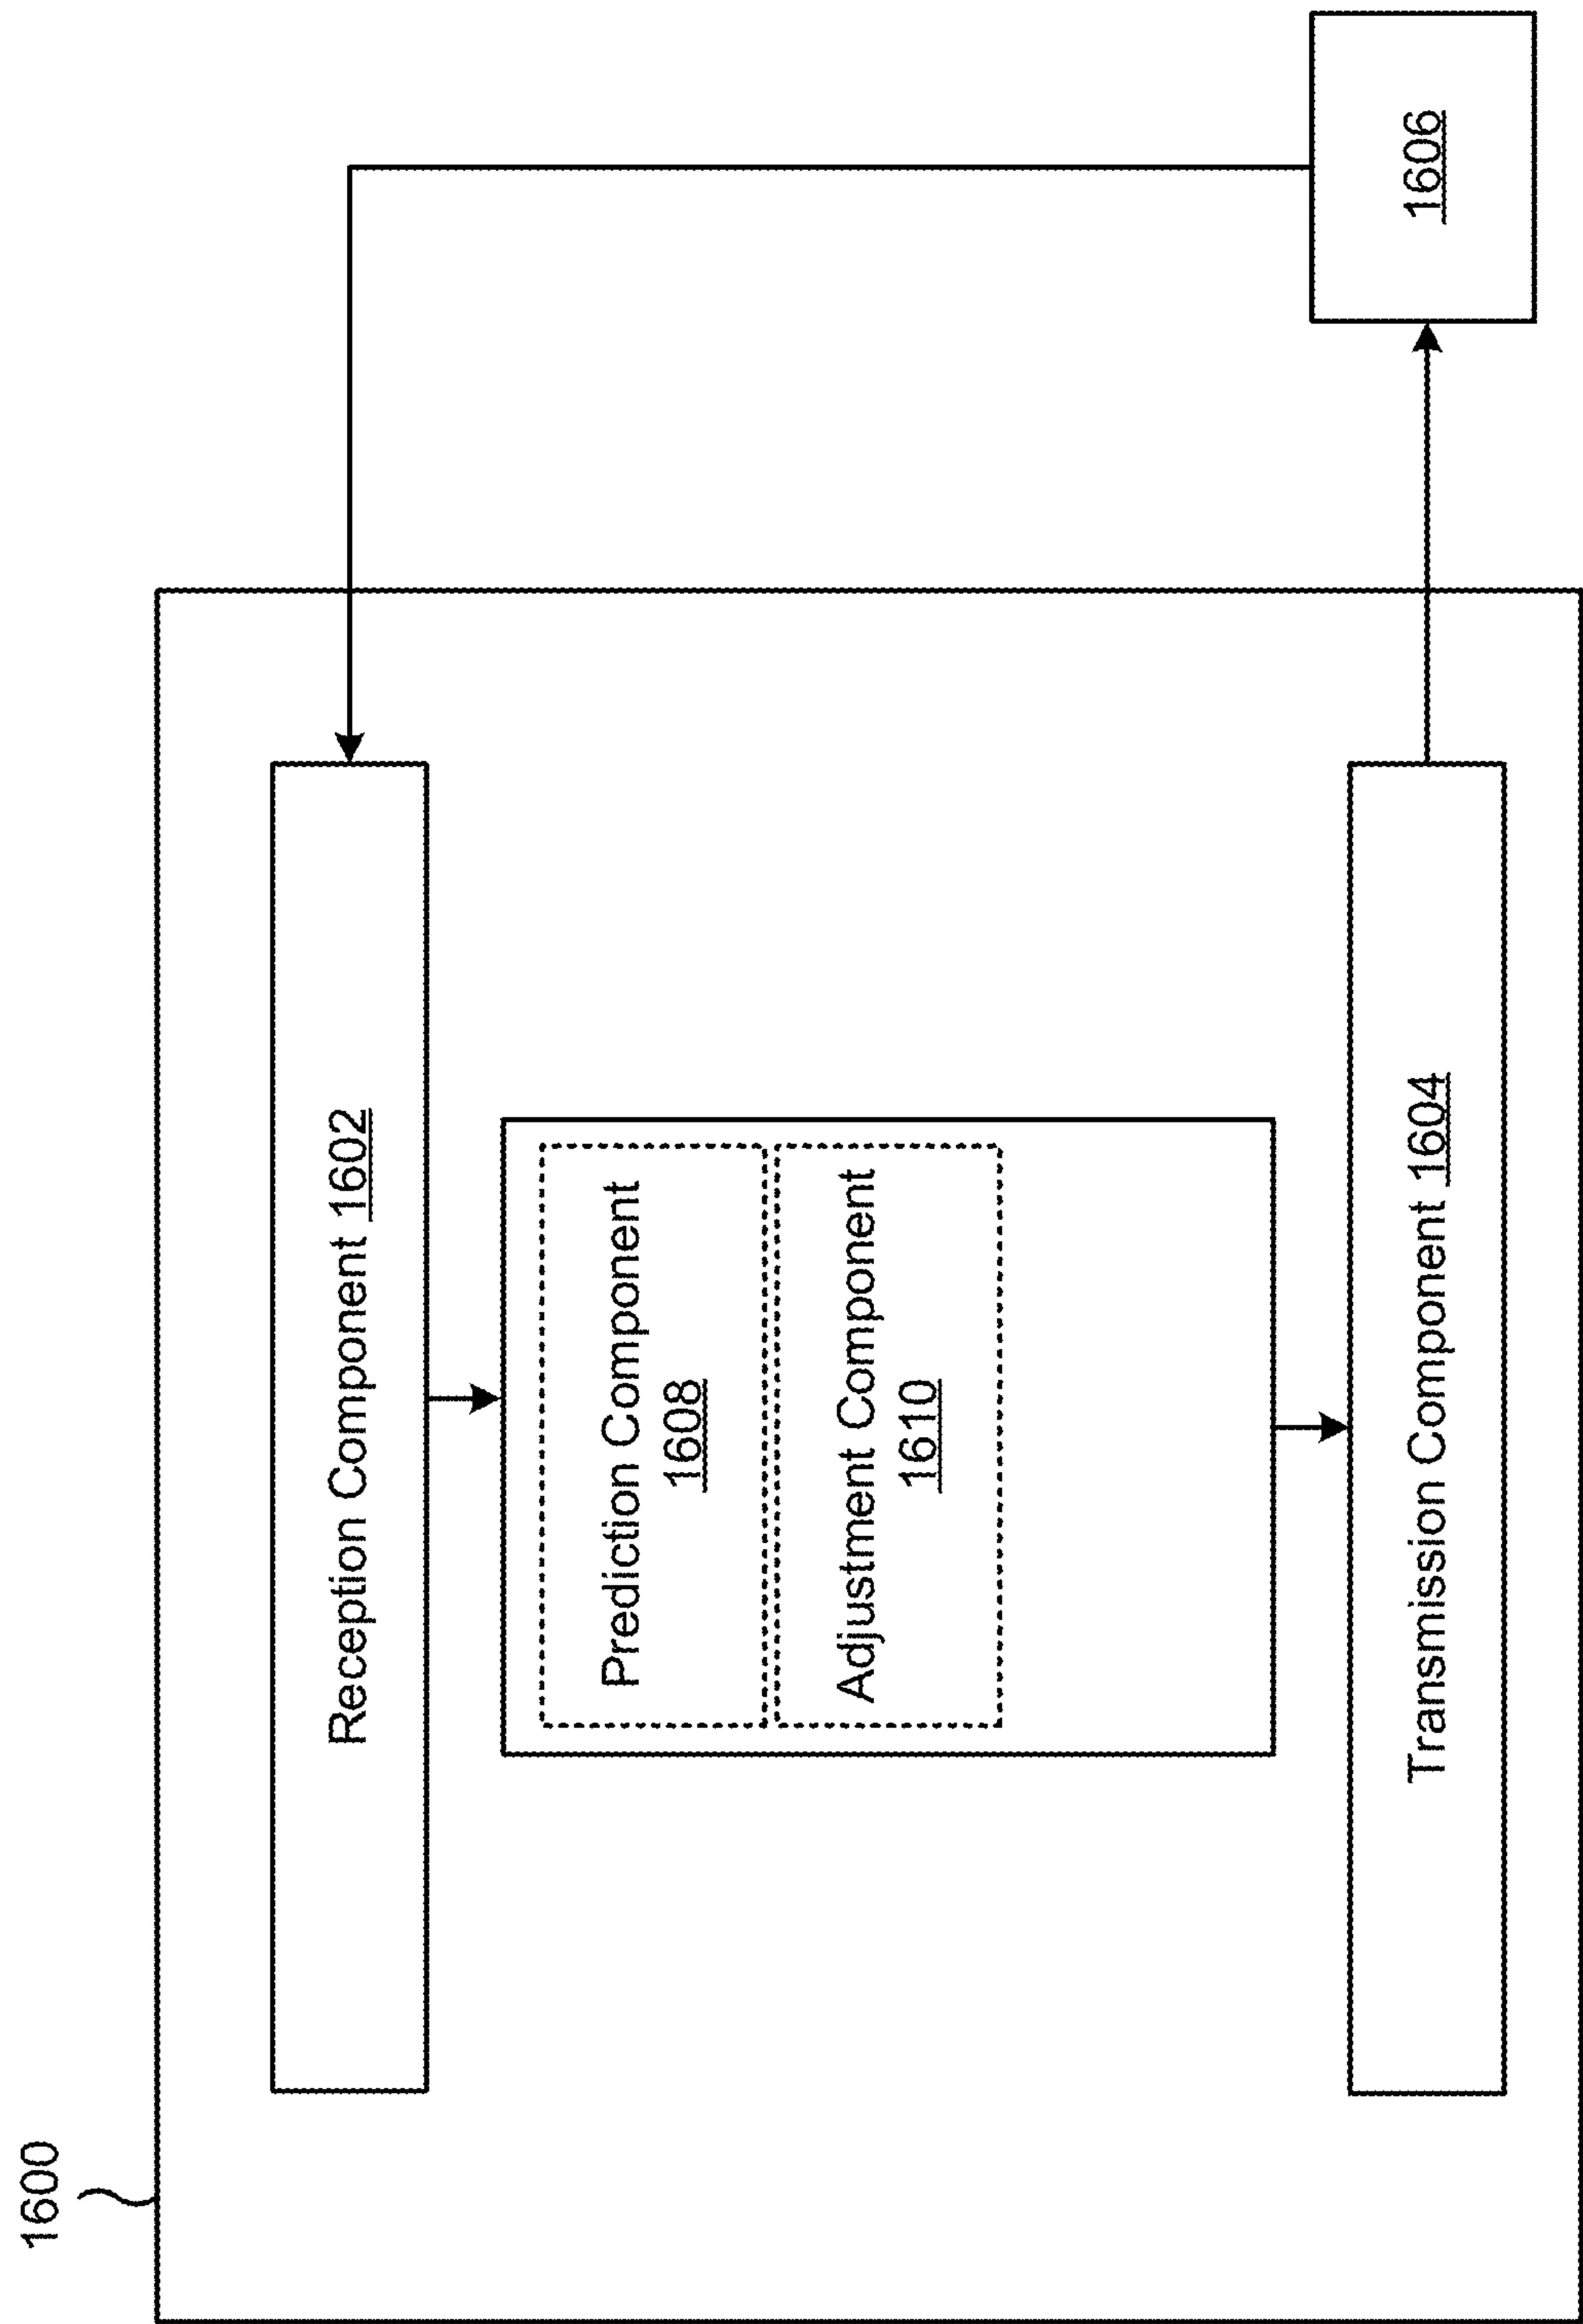 1600
Reception Component 1602
Prediction Component
1608
Adjustment Component
1610
Transmission Component 1604
1606